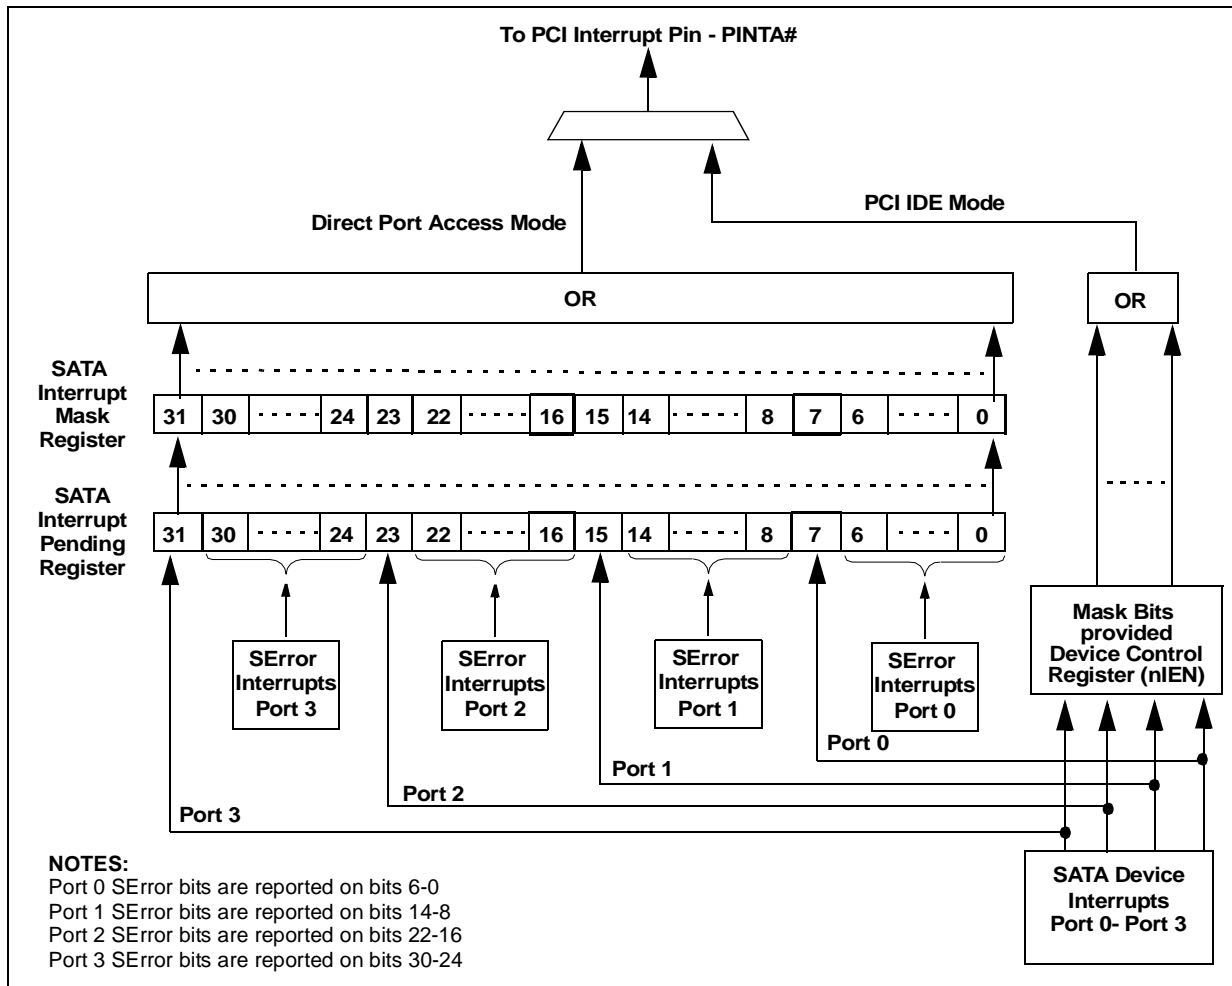 To PCI Interrupt Pin - PINTA#
PCI IDE Mode
Direct Port Access Mode
OR
OR
SATA
Interrupt
Mask
Register
31 30 24 23 22 16 15 14 8 7 6 0
SATA
Interrupt
Pending
Register
31 30 24 23 22 16 15 14 8 7 6 0
SError
Interrupts
Port 3
SError
Interrupts
Port 2
SError
Interrupts
Port 1
SError
Interrupts
Port 0
Mask Bits
provided
Device Control
Register (nIEN)
Port 0
Port 1
Port 2
Port 3
SATA Device
Interrupts
Port 0- Port 3
NOTES:
Port 0 SError bits are reported on bits 6-0
Port 1 SError bits are reported on bits 14-8
Port 2 SError bits are reported on bits 22-16
Port 3 SError bits are reported on bits 30-24